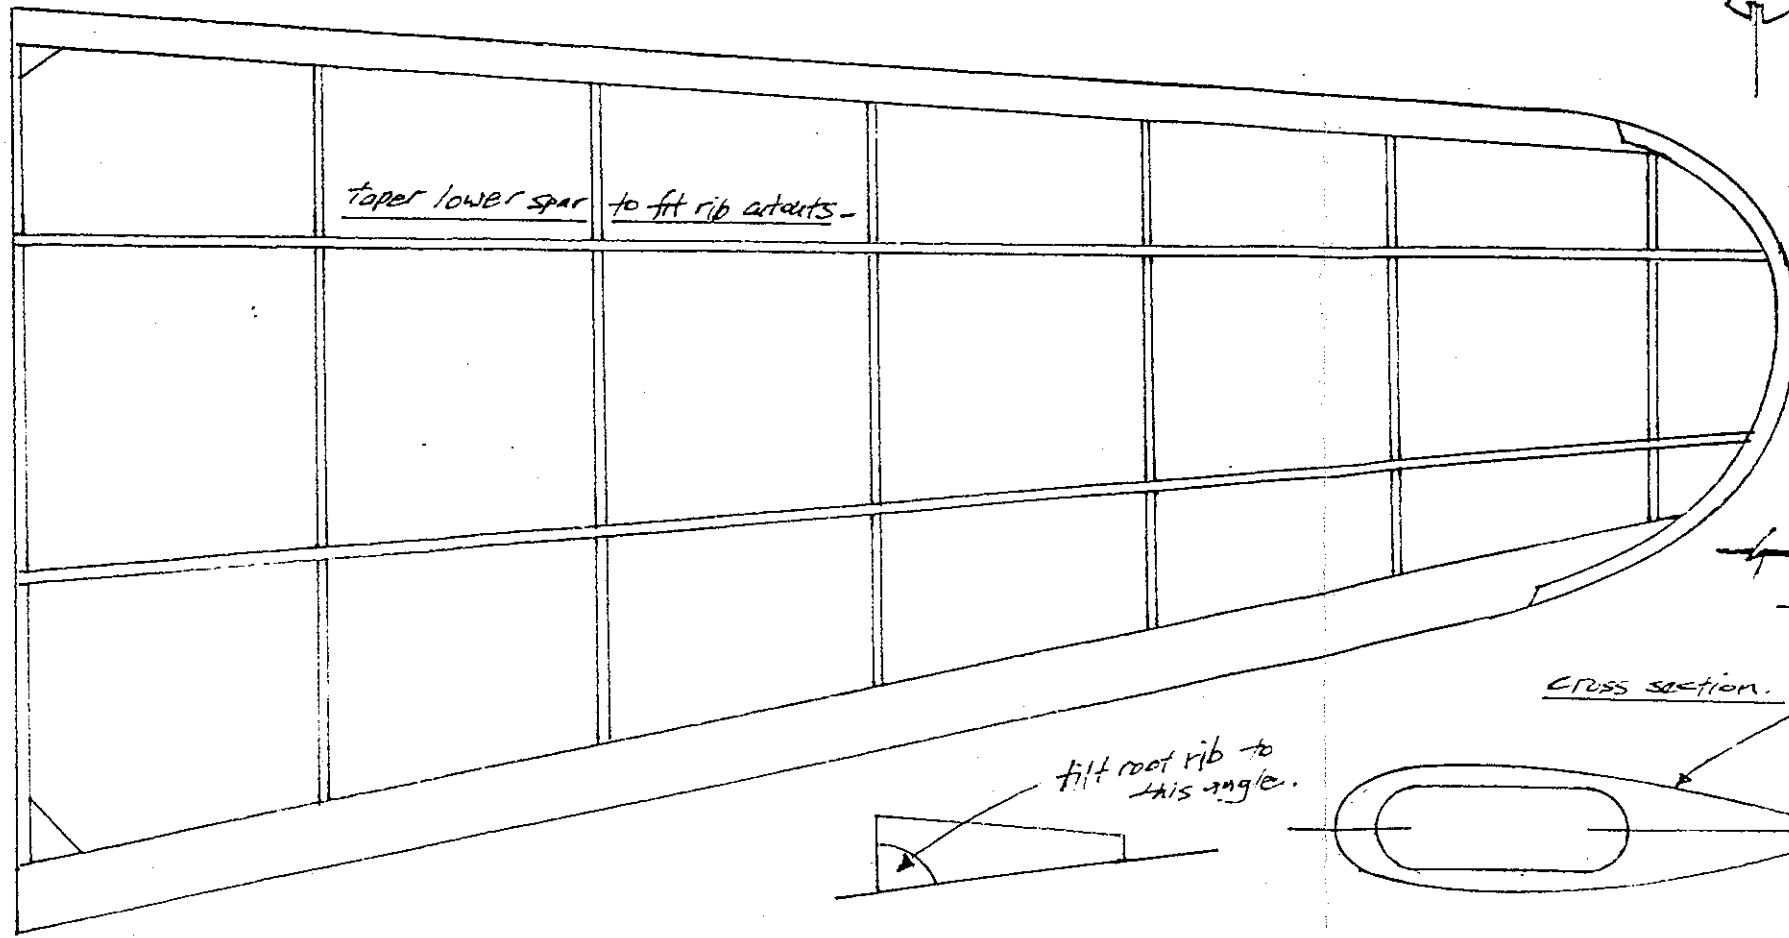 taper lower spar to fit rib cutouts-
cross section.
tilt root rib to
this angle.